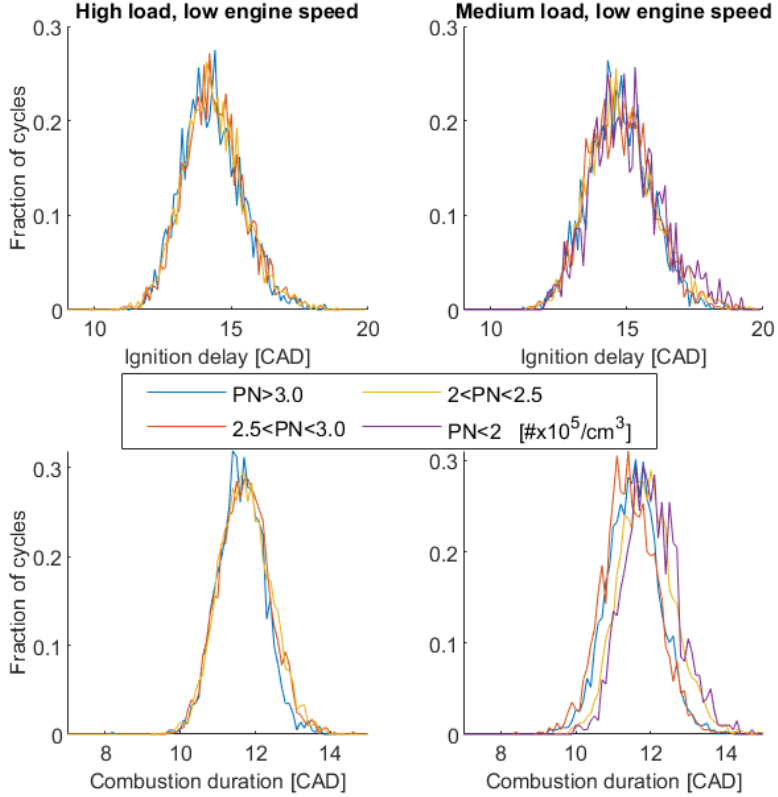 High load, low engine speed
Medium load, low engine speed
0.3
0.2
0.1
0
Fraction of cycles
10
15
20
Ignition delay [CAD]
0.3
0.2
0.1
0
10
15
20
Ignition delay [CAD]
PN>3.0
2<PN<2.5
2.5<PN<3.0
PN<2 [#x10^5/cm^3]
0.3
0.2
0.1
0
Fraction of cycles
8
10
12
14
Combustion duration [CAD]
0.3
0.2
0.1
0
8
10
12
14
Combustion duration [CAD]